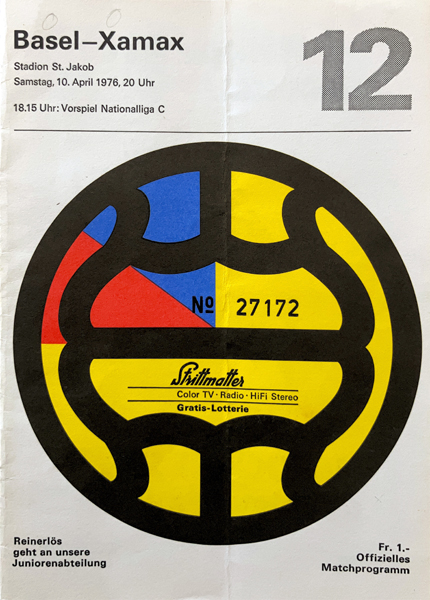 Basel–Xamax
12
Stadion St. Jakob
Samstag, 10. April 1976, 20 Uhr
18.15 Uhr: Vorspiel Nationalliga C
Nº 27172
Strittmatter
Color TV · Radio · HiFi Stereo
Gratis-Lotterie
Reinerlös
geht an unsere
Juniorenabteilung
Fr. 1.-
Offizielles
Matchprogramm